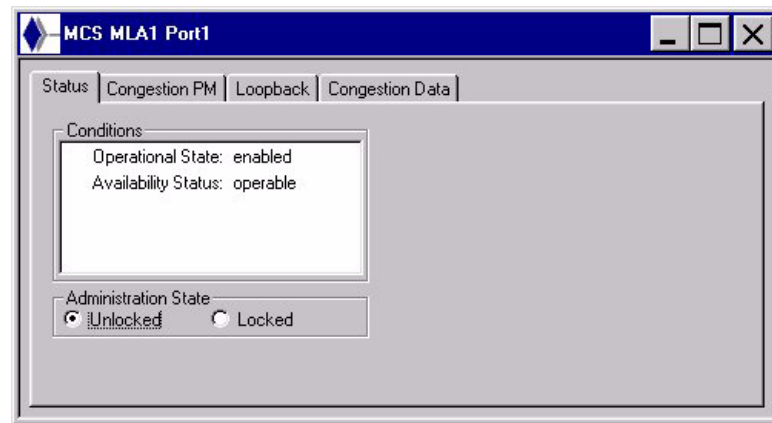 MCS MLA1 Port1
Status Congestion PM Loopback Congestion Data
Conditions
Operational State: enabled
Availability Status: operable
Administration State
Unlocked Locked